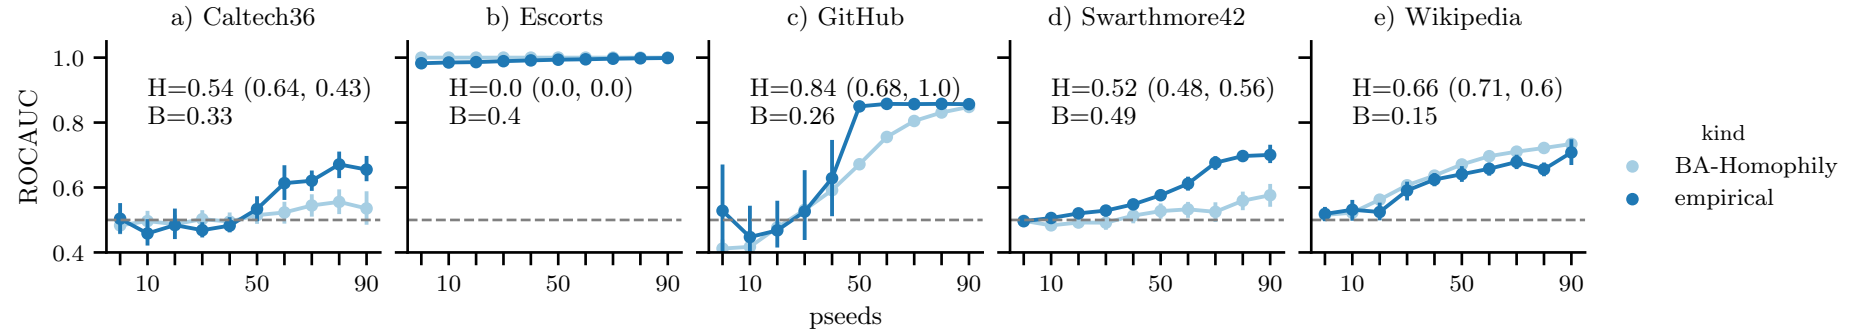 a) Caltech36
b) Escorts
c) GitHub
d) Swarthmore42
e) Wikipedia
ROCAUC
1.0
0.8
0.6
0.4
H=0.54 (0.64, 0.43)
B=0.33
H=0.0 (0.0, 0.0)
B=0.4
H=0.84 (0.68, 1.0)
B=0.26
H=0.52 (0.48, 0.56)
B=0.49
H=0.66 (0.71, 0.6)
B=0.15
10 50 90
10 50 90
10 50 90
10 50 90
10 50 90
pseeds
kind
BA-Homophily
empirical